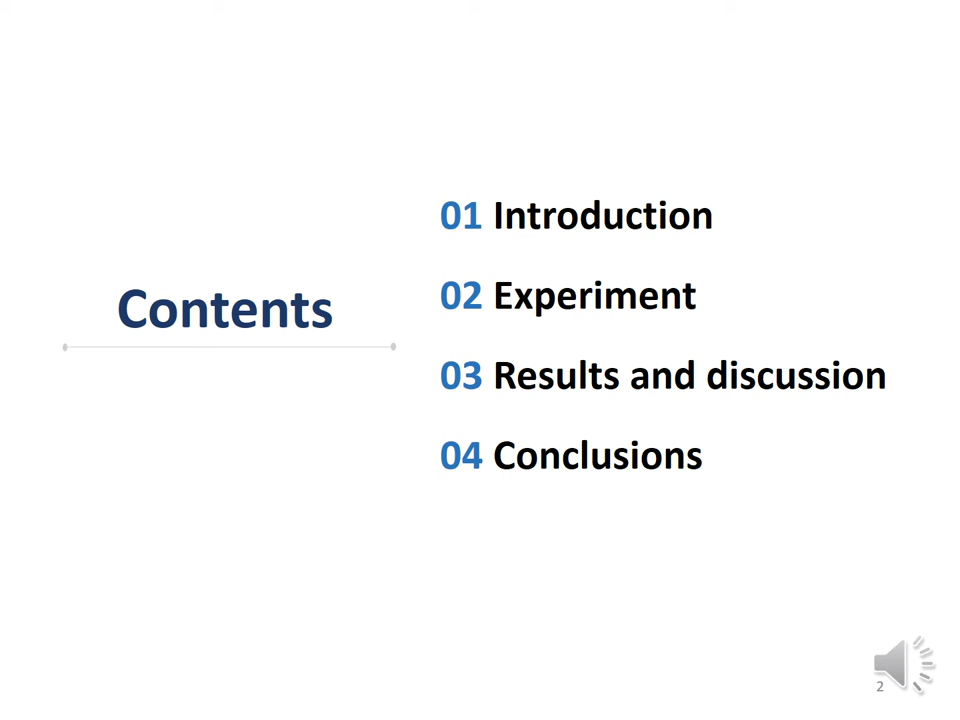 Contents
01 Introduction
02 Experiment
03 Results and discussion
04 Conclusions
2